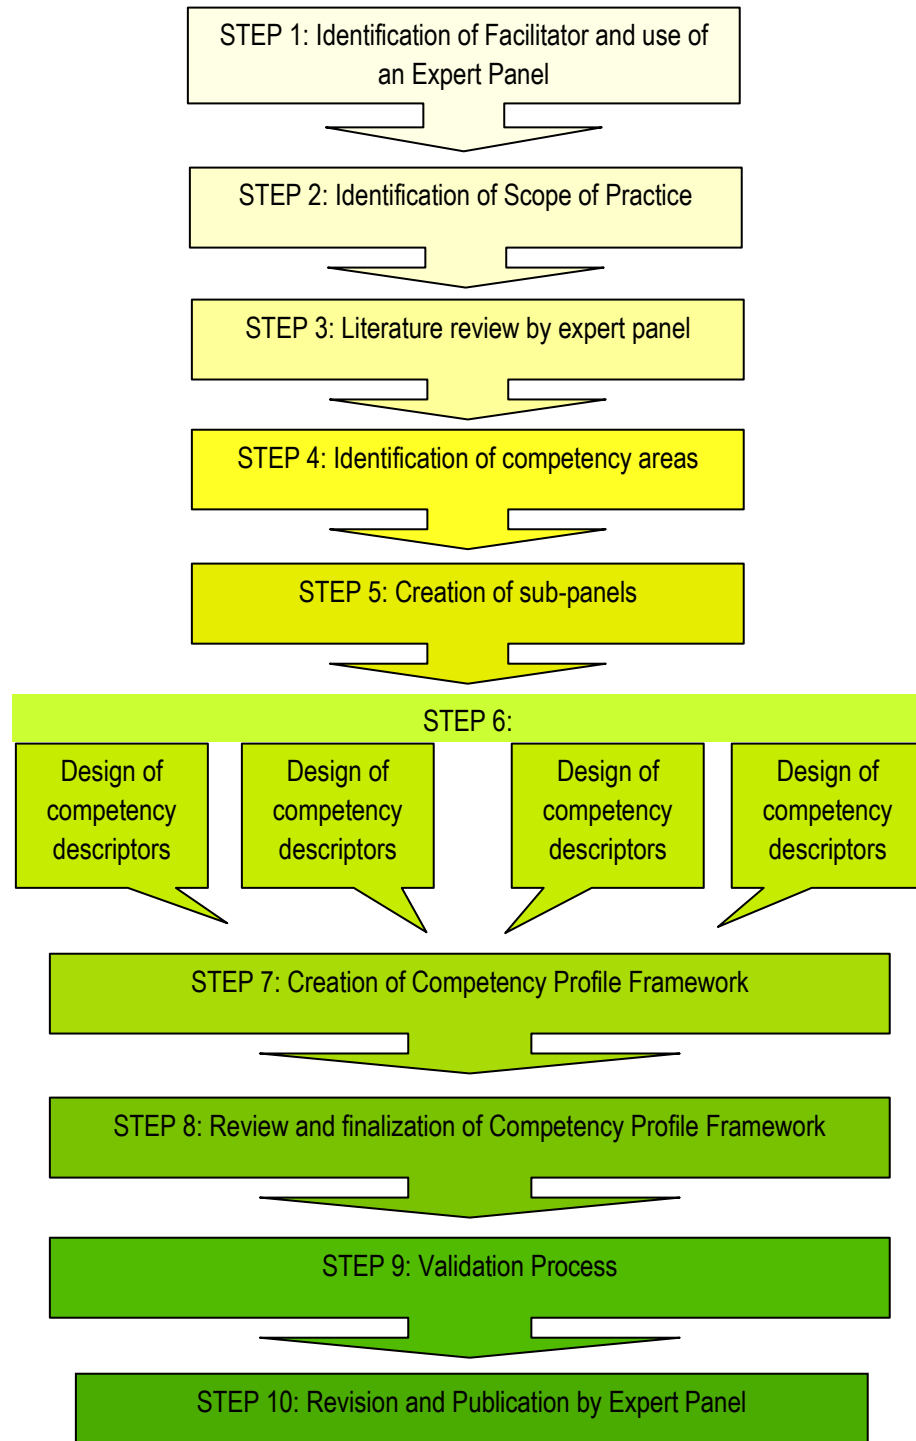 STEP 1: Identification of Facilitator and use of
an Expert Panel
STEP 2: Identification of Scope of Practice
STEP 3: Literature review by expert panel
STEP 4: Identification of competency areas
STEP 5: Creation of sub-panels
STEP 6:
Design of
competency
descriptors
Design of
competency
descriptors
Design of
competency
descriptors
Design of
competency
descriptors
STEP 7: Creation of Competency Profile Framework
STEP 8: Review and finalization of Competency Profile Framework
STEP 9: Validation Process
STEP 10: Revision and Publication by Expert Panel